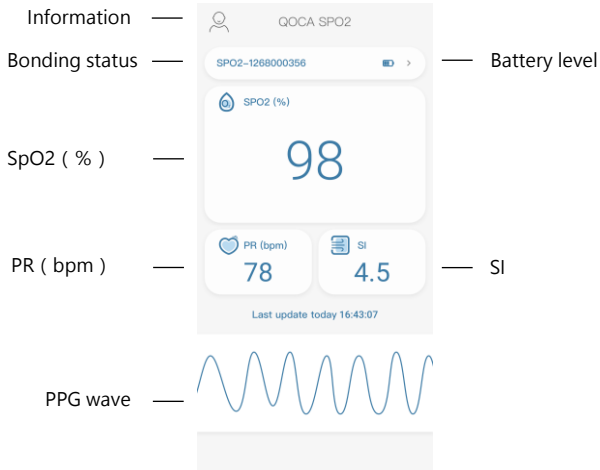 Information
QOCA SPO2
Bonding status
SPO2-1268000356
Battery level
SPO2 (%)
SpO2 ( % )
98
PR ( bpm )
PR (bpm)
78
SI
4.5
SI
Last update today 16:43:07
PPG wave